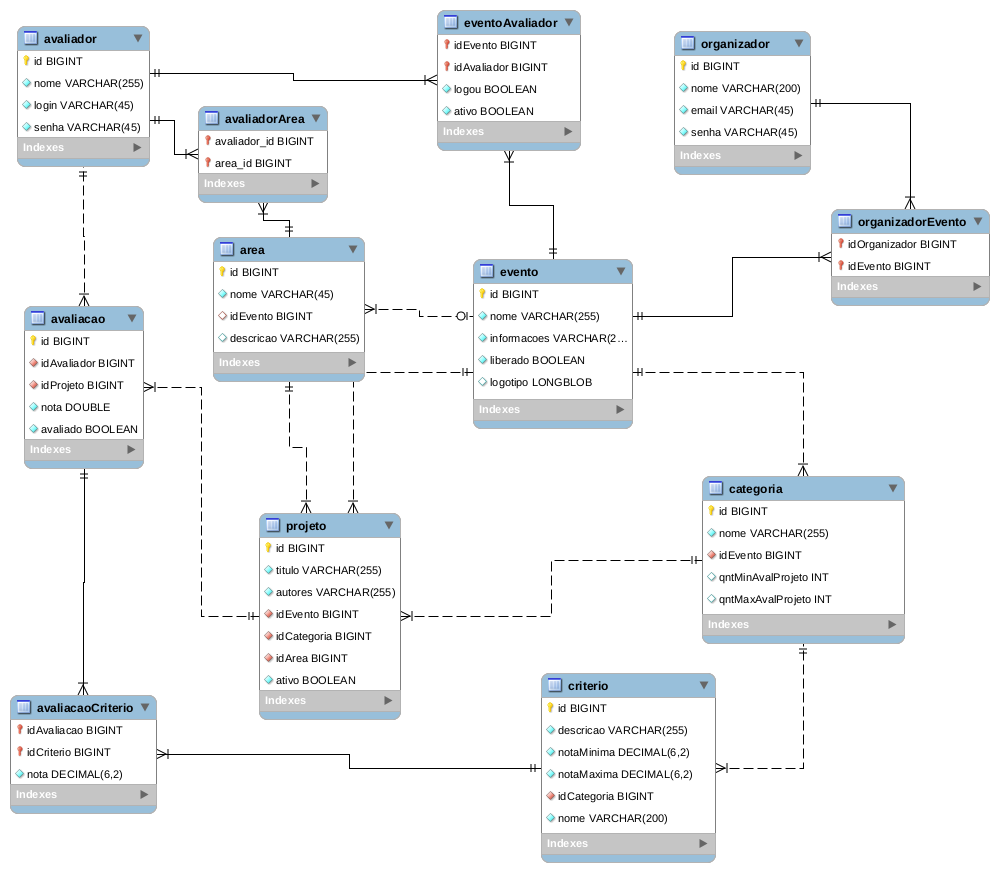 avaliador
id BIGINT
nome VARCHAR(255)
login VARCHAR(45)
senha VARCHAR(45)
Indexes
eventoAvaliador
idEvento BIGINT
idAvaliador BIGINT
logou BOOLEAN
ativo BOOLEAN
Indexes
organizador
id BIGINT
nome VARCHAR(200)
email VARCHAR(45)
senha VARCHAR(45)
Indexes
avaliadorArea
avaliador_id BIGINT
area_id BIGINT
Indexes
organizadorEvento
idOrganizador BIGINT
idEvento BIGINT
Indexes
area
id BIGINT
nome VARCHAR(45)
idEvento BIGINT
descricao VARCHAR(255)
Indexes
evento
id BIGINT
nome VARCHAR(255)
informacoes VARCHAR(2...
liberado BOOLEAN
logotipo LONGBLOB
Indexes
avaliacao
id BIGINT
idAvaliador BIGINT
idProjeto BIGINT
nota DOUBLE
avaliado BOOLEAN
Indexes
categoria
id BIGINT
nome VARCHAR(255)
idEvento BIGINT
qntMinAvalProjeto INT
qntMaxAvalProjeto INT
Indexes
projeto
id BIGINT
titulo VARCHAR(255)
autores VARCHAR(255)
idEvento BIGINT
idCategoria BIGINT
idArea BIGINT
ativo BOOLEAN
Indexes
criterio
id BIGINT
descricao VARCHAR(255)
notaMinima DECIMAL(6,2)
notaMaxima DECIMAL(6,2)
idCategoria BIGINT
nome VARCHAR(200)
Indexes
avaliacaoCriterio
idAvaliacao BIGINT
idCriterio BIGINT
nota DECIMAL(6,2)
Indexes